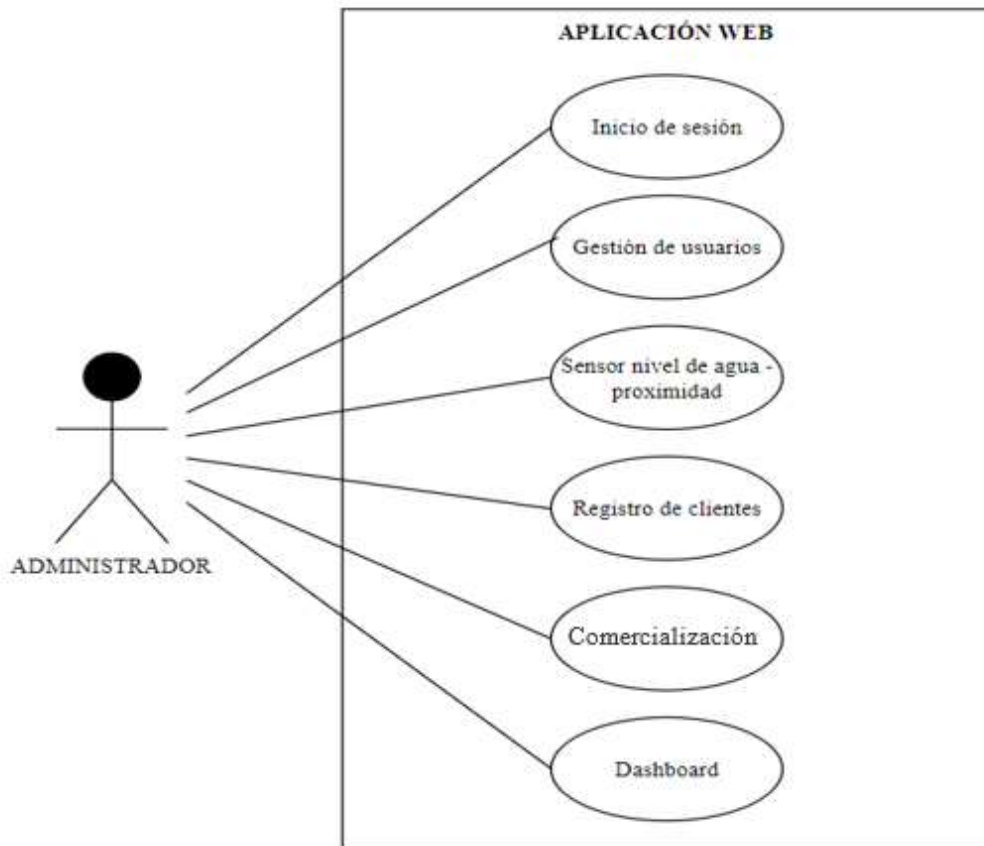 APLICACIÓN WEB
Inicio de sesión
Gestión de usuarios
Sensor nivel de agua -
proximidad
Registro de clientes
ADMINISTRADOR
Comercialización
Dashboard